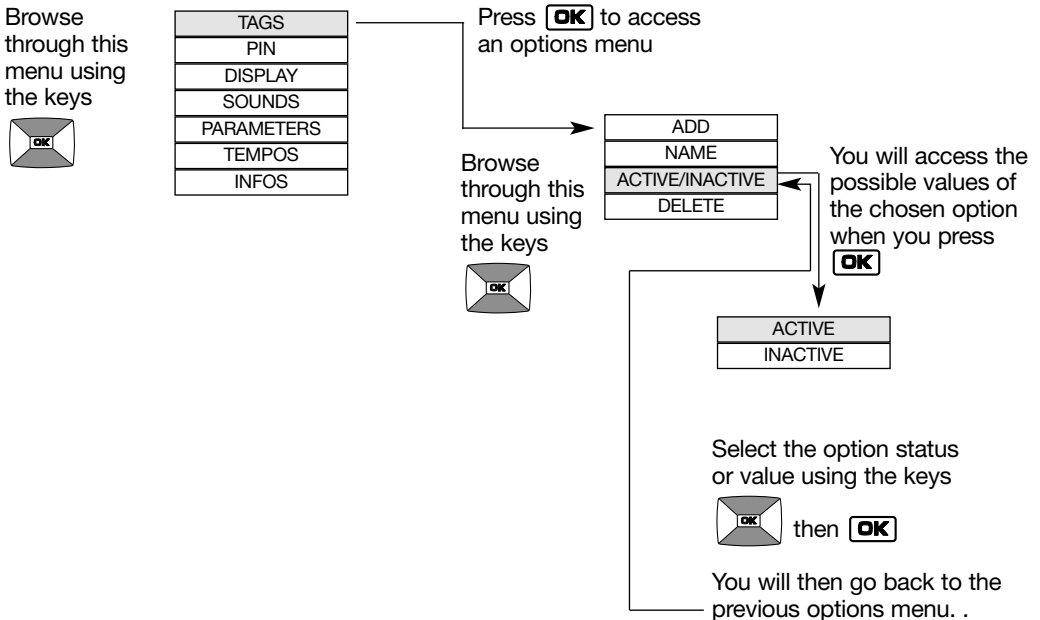 Browse
through this
menu using
the keys
OK
TAGS
PIN
DISPLAY
SOUNDS
PARAMETERS
TEMPOS
INFOS
Press OK to access
an options menu
Browse
through this
menu using
the keys
OK
ADD
NAME
ACTIVE/INACTIVE
DELETE
You will access the
possible values of
the chosen option
when you press
OK
ACTIVE
INACTIVE
Select the option status
or value using the keys
OK then OK
You will then go back to the
previous options menu. .